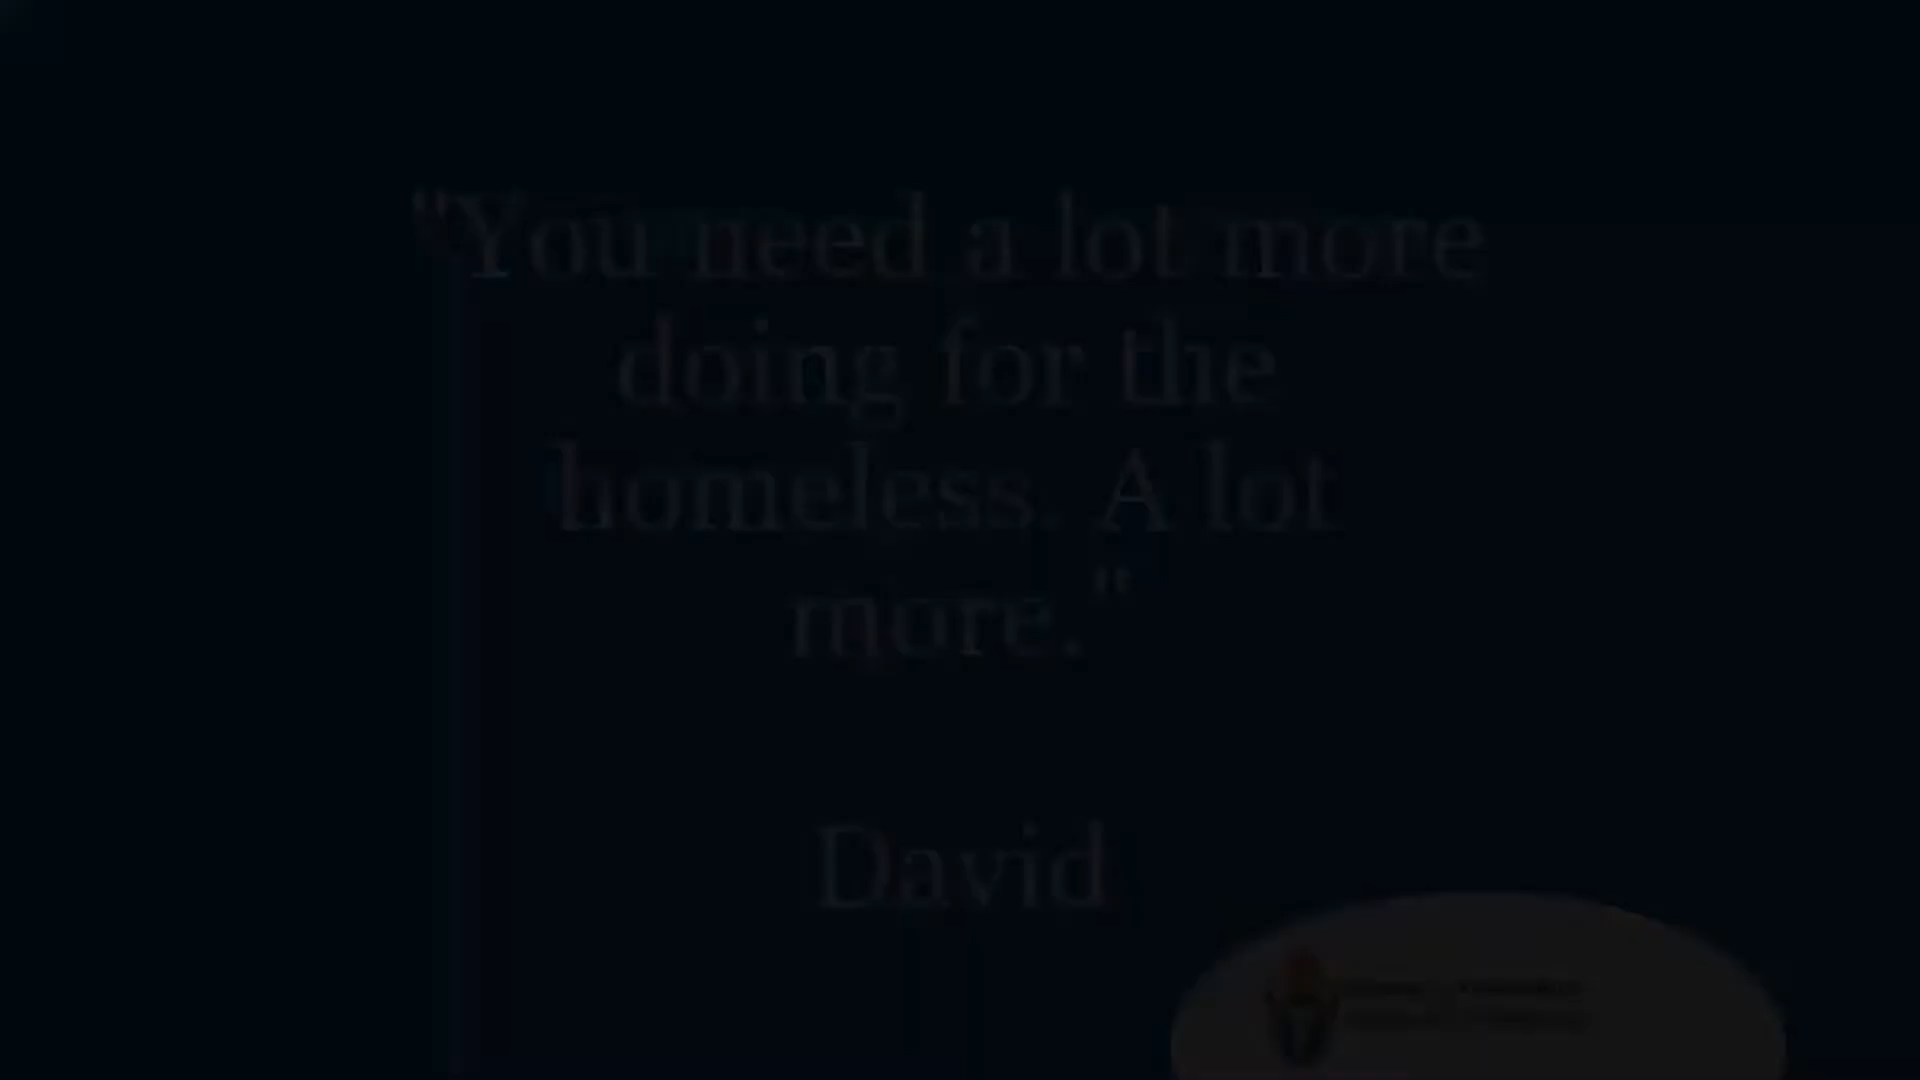 "You need a lot more
doing for the
homeless. A lot
more."
David